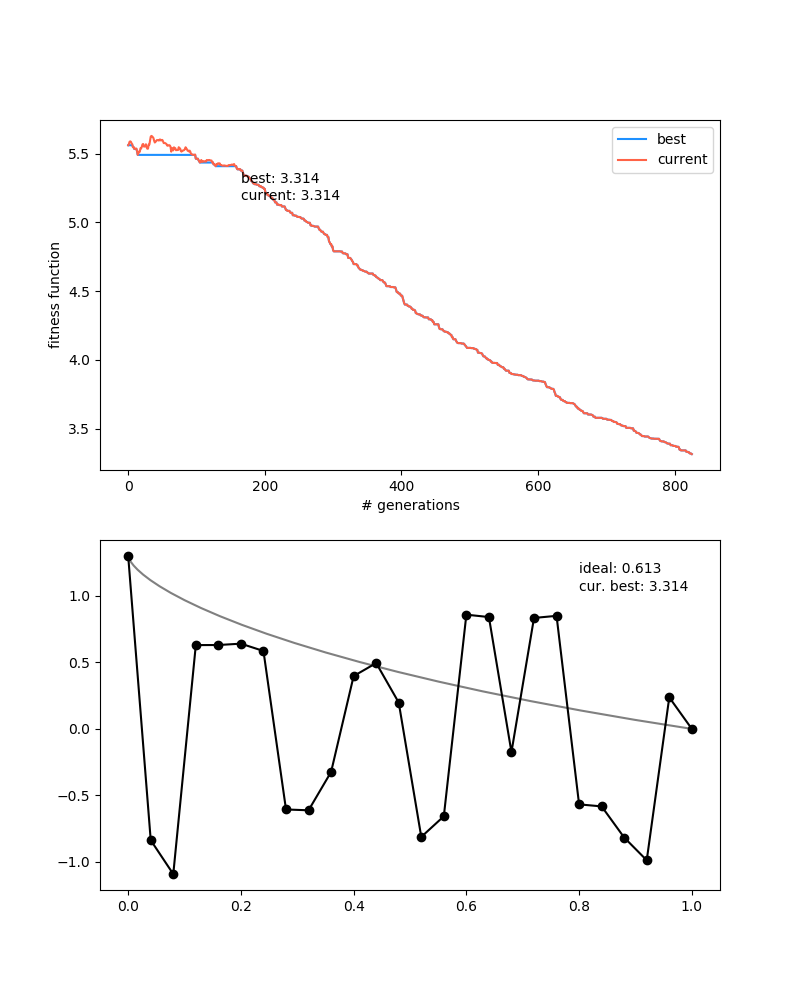 best
current
5.5
5.0
4.5
4.0
3.5
fitness function
best: 3.314
current: 3.314
0
200
400
600
800
# generations
ideal: 0.613
cur. best: 3.314
1.0
0.5
0.0
−0.5
−1.0
0.0
0.2
0.4
0.6
0.8
1.0